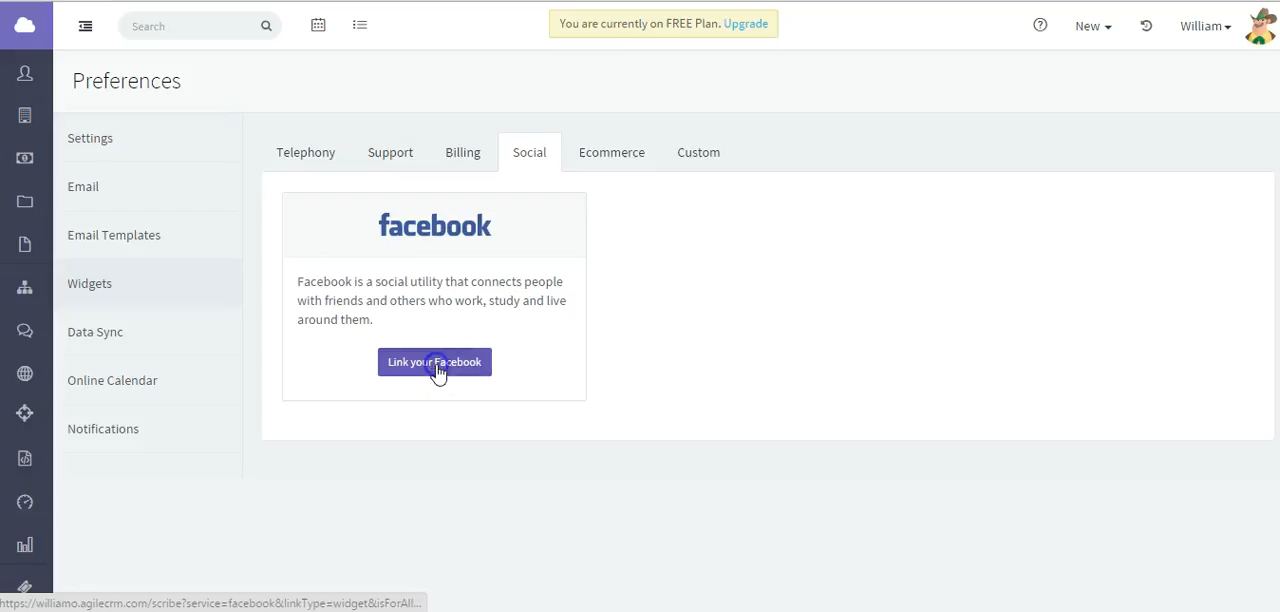 Search
You are currently on FREE Plan. Upgrade
New
William
Preferences
Settings
Email
Email Templates
Widgets
Data Sync
Online Calendar
Notifications
Telephony
Support
Billing
Social
Ecommerce
Custom
facebook
Facebook is a social utility that connects people
with friends and others who work, study and live
around them.
Link your Facebook
https://williamo.agilecrm.com/scribe?service=facebook&linkType=widget&isForAll...